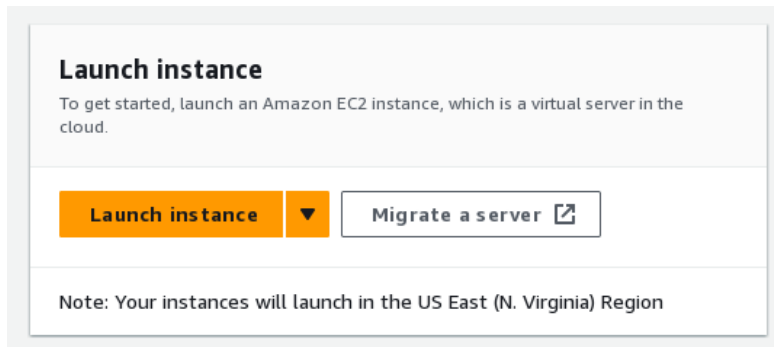 Launch instance
To get started, launch an Amazon EC2 instance, which is a virtual server in the
cloud.
Launch instance
Migrate a server
Note: Your instances will launch in the US East (N. Virginia) Region